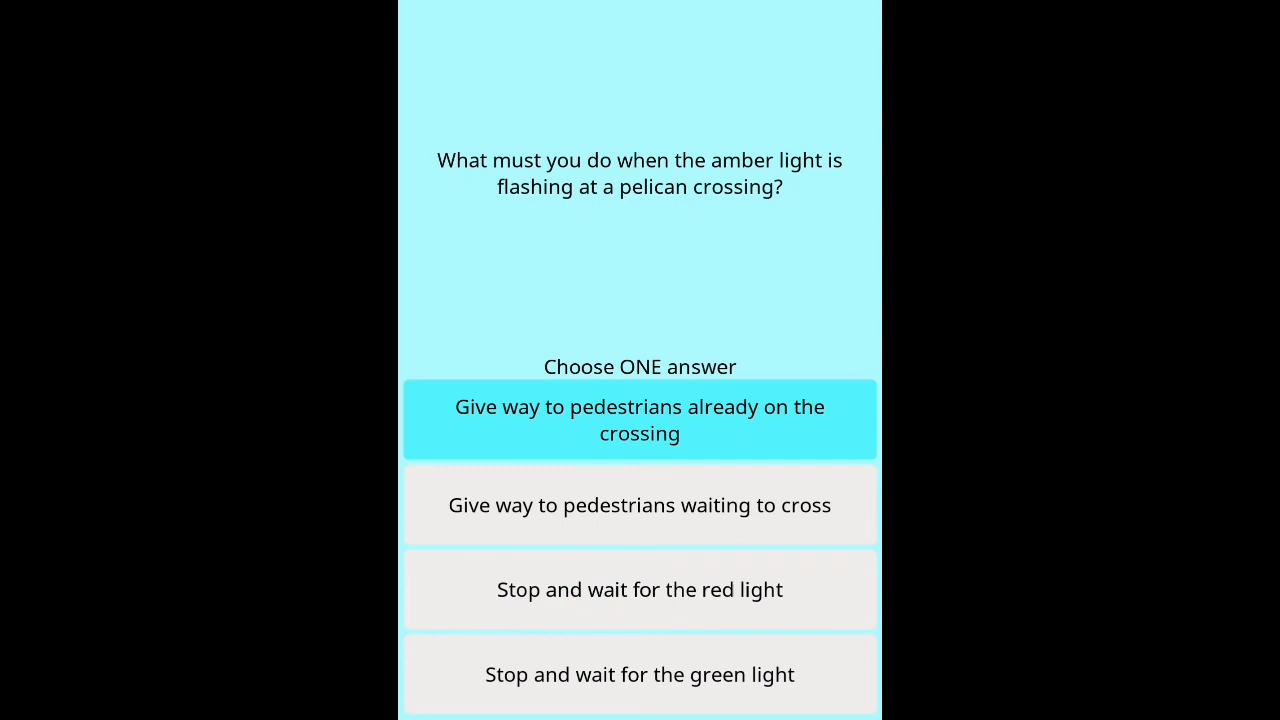 What must you do when the amber light is
flashing at a pelican crossing?
Choose ONE answer
Give way to pedestrians already on the
crossing
Give way to pedestrians waiting to cross
Stop and wait for the red light
Stop and wait for the green light